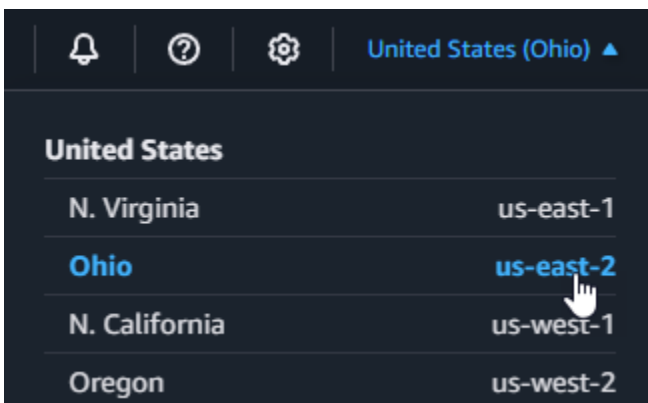 United States (Ohio)
United States
N. Virginia us-east-1
Ohio us-east-2
N. California us-west-1
Oregon us-west-2